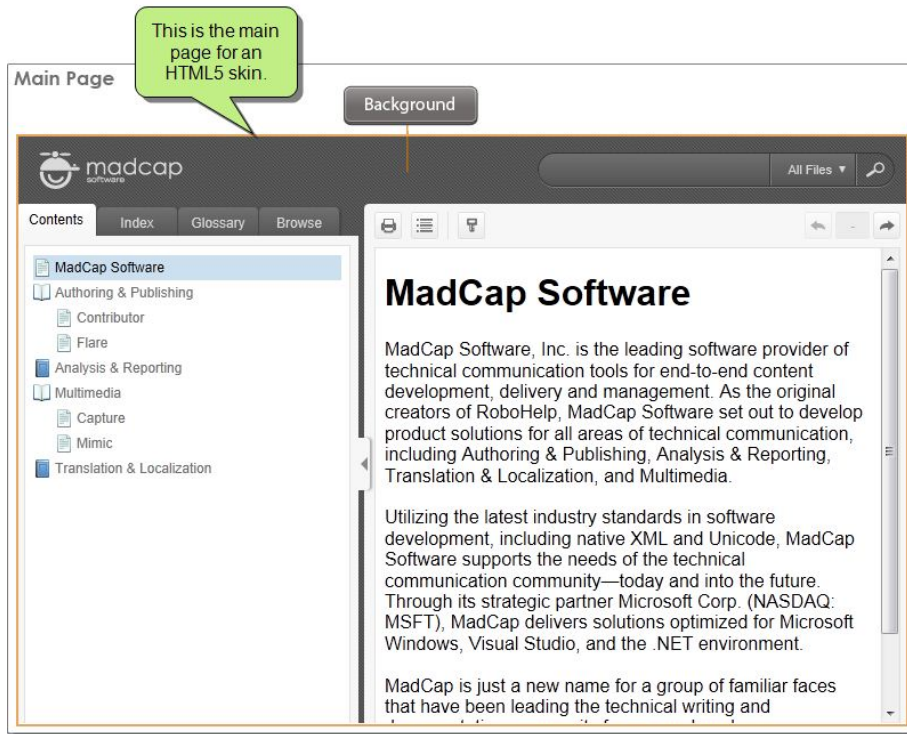 This is the main
page for an
HTML5 skin.
Main Page
Background
madcap
software
All Files ▼
Contents Index Glossary Browse
MadCap Software
Authoring & Publishing
Contributor
Flare
Analysis & Reporting
Multimedia
Capture
Mimic
Translation & Localization
MadCap Software
MadCap Software, Inc. is the leading software provider of
technical communication tools for end-to-end content
development, delivery and management. As the original
creators of RoboHelp, MadCap Software set out to develop
product solutions for all areas of technical communication,
including Authoring & Publishing, Analysis & Reporting,
Translation & Localization, and Multimedia.
Utilizing the latest industry standards in software
development, including native XML and Unicode, MadCap
Software supports the needs of the technical
communication community—today and into the future.
Through its strategic partner Microsoft Corp. (NASDAQ:
MSFT), MadCap delivers solutions optimized for Microsoft
Windows, Visual Studio, and the .NET environment.
MadCap is just a new name for a group of familiar faces
that have been leading the technical writing and